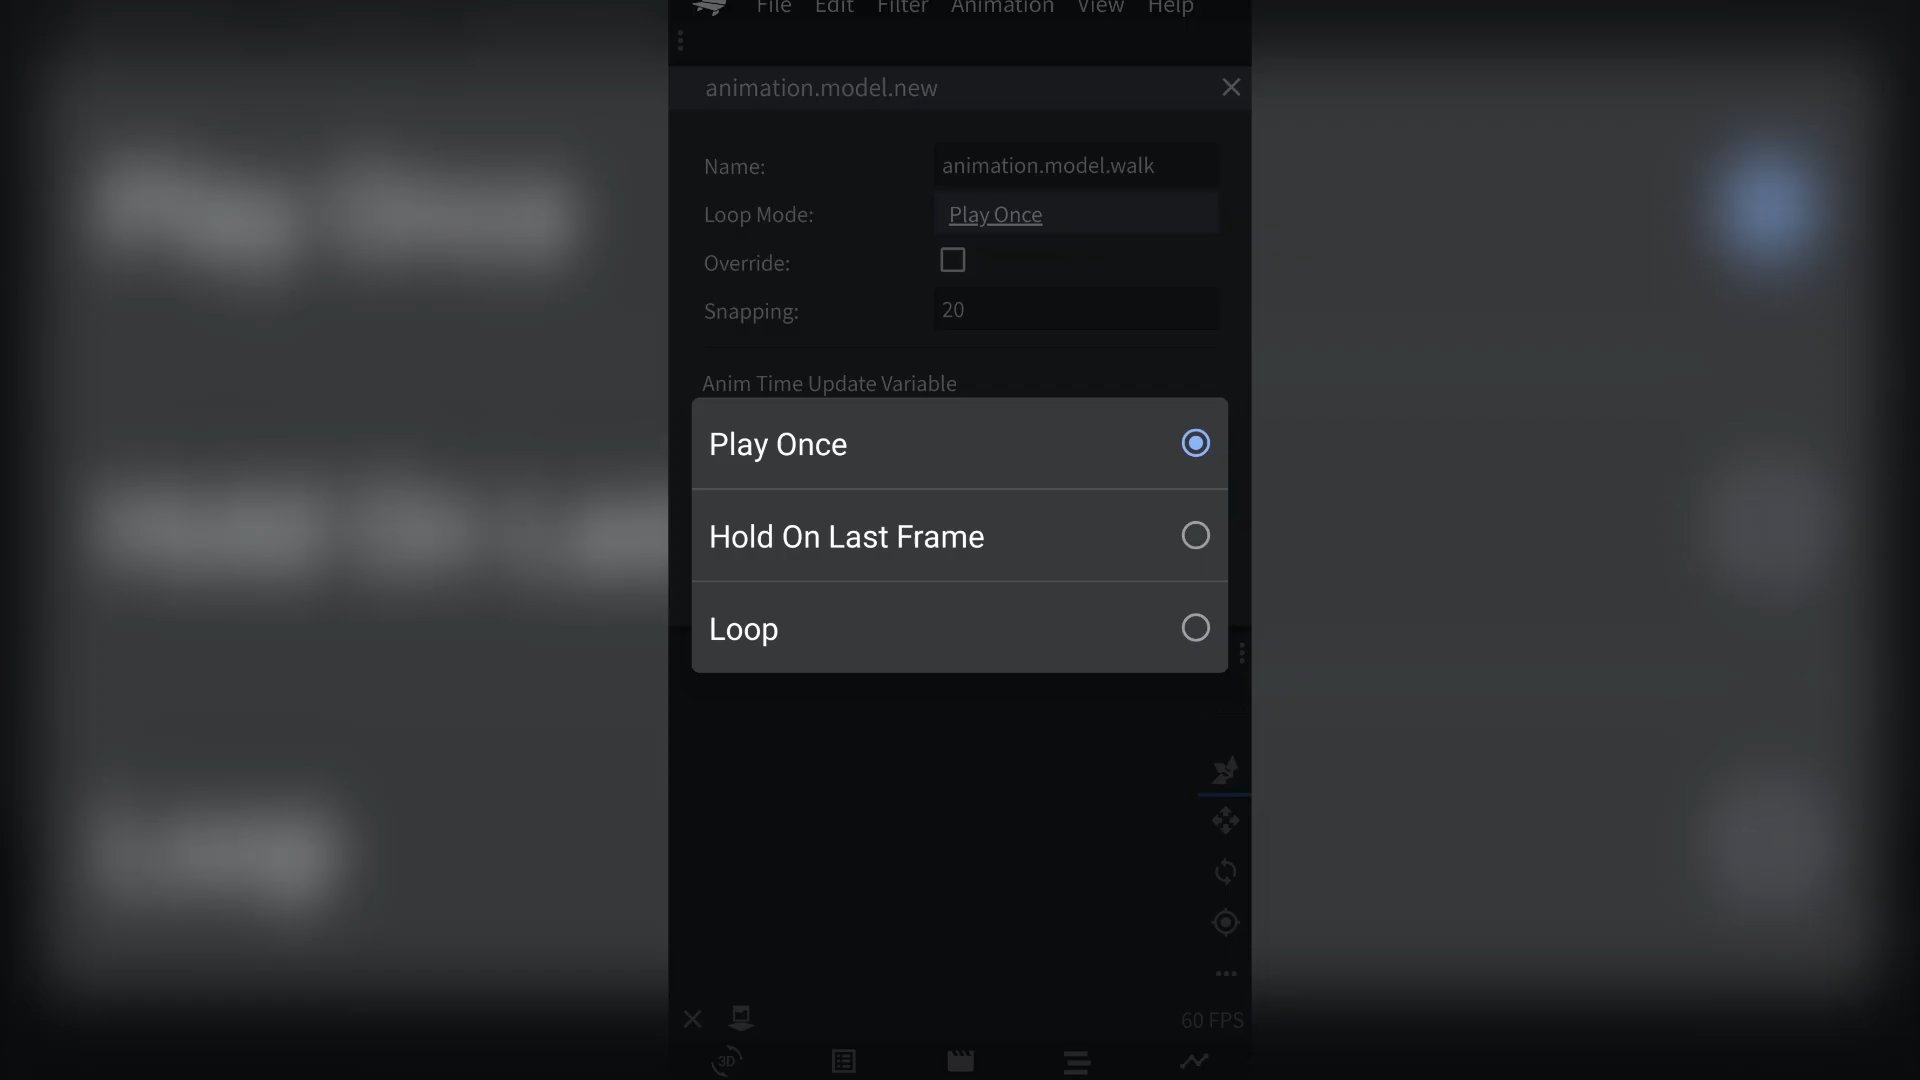 File Edit Filter Animation View Help
animation.model.new
Name: animation.model.walk
Loop Mode: Play Once
Override:
Snapping: 20
Anim Time Update Variable
Play Once
Hold On Last Frame
Loop
60 FPS
3D